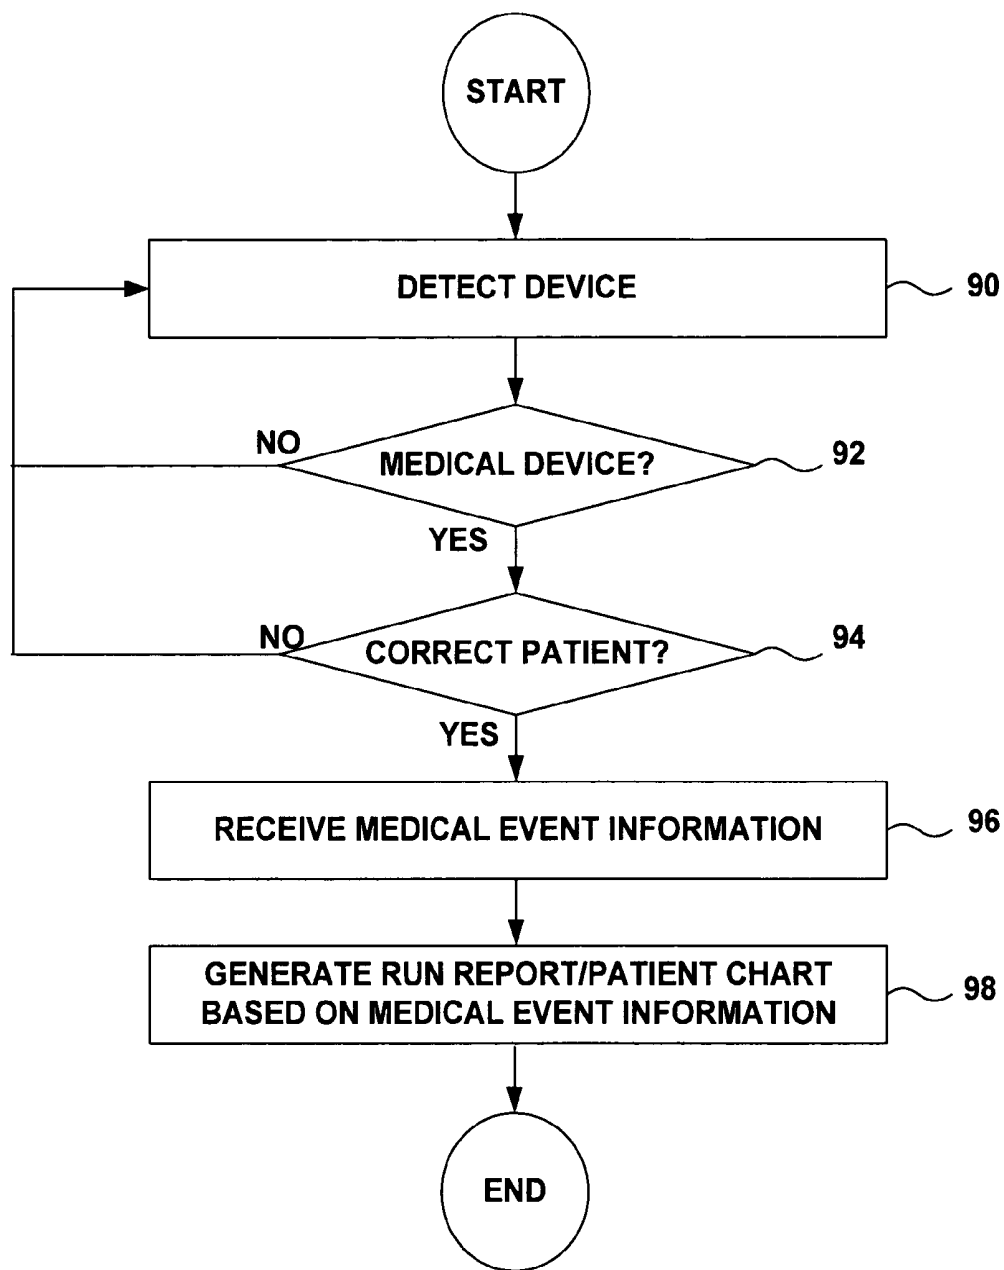 START
DETECT DEVICE
90
NO
MEDICAL DEVICE?
92
YES
NO
CORRECT PATIENT?
94
YES
RECEIVE MEDICAL EVENT INFORMATION
96
GENERATE RUN REPORT/PATIENT CHART
BASED ON MEDICAL EVENT INFORMATION
98
END